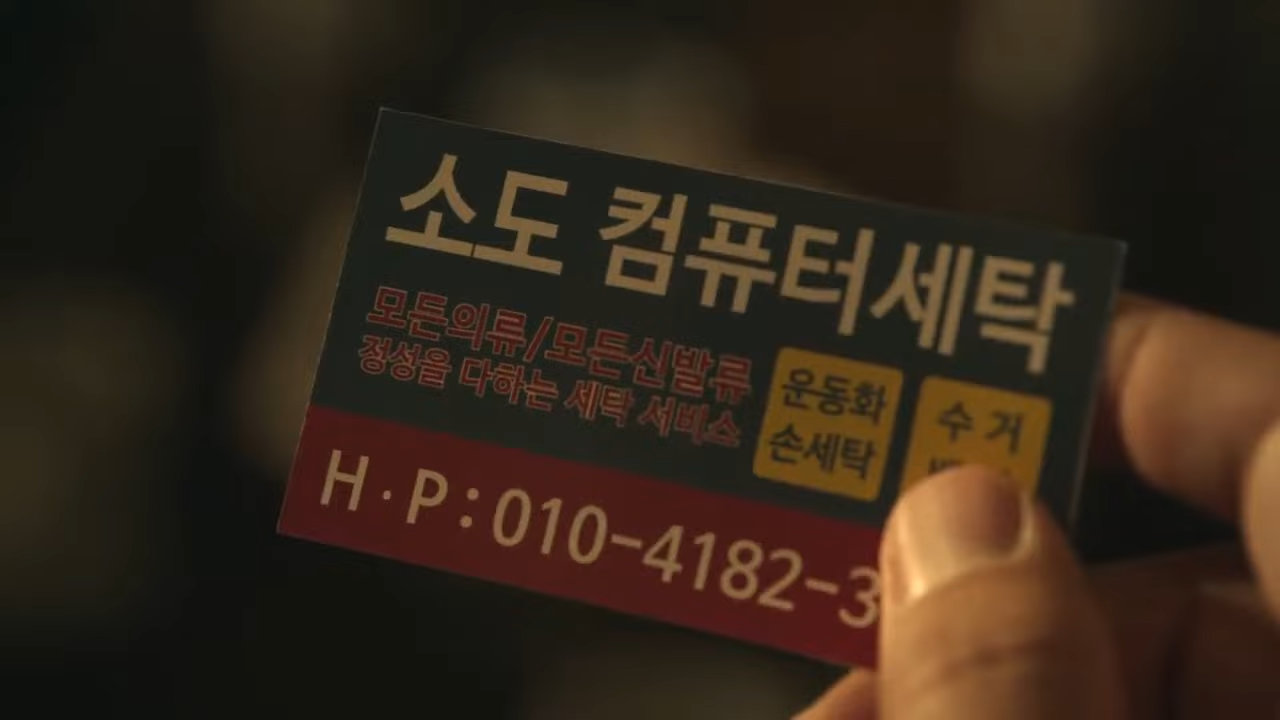 소도 컴퓨터세탁
모든의류/모든신발류
정성을 다하는 세탁 서비스
운동화
손세탁
수 거
H·P:010-4182-3